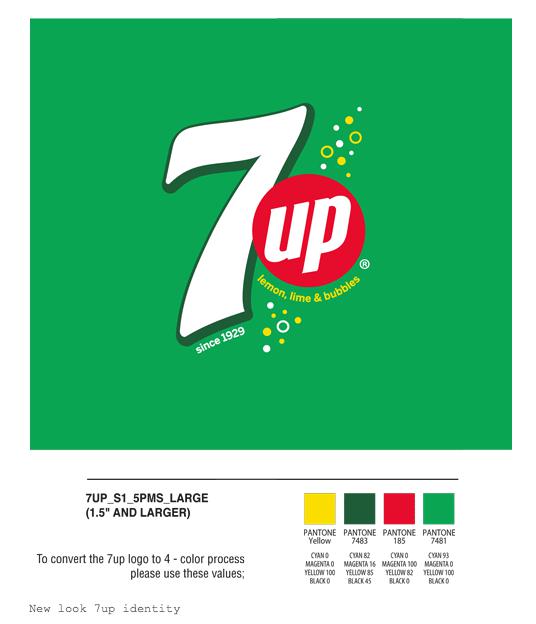 7
up
®
lemon, lime & bubbles
since 1929
7UP_S1_5PMS_LARGE
(1.5" AND LARGER)
To convert the 7up logo to 4 - color process
please use these values;
PANTONE
Yellow
CYAN 0
MAGENTA 0
YELLOW 100
BLACK 0
PANTONE
7483
CYAN 82
MAGENTA 16
YELLOW 85
BLACK 45
PANTONE
185
CYAN 0
MAGENTA 100
YELLOW 82
BLACK 0
PANTONE
7481
CYAN 93
MAGENTA 0
YELLOW 100
BLACK 0
New look 7up identity